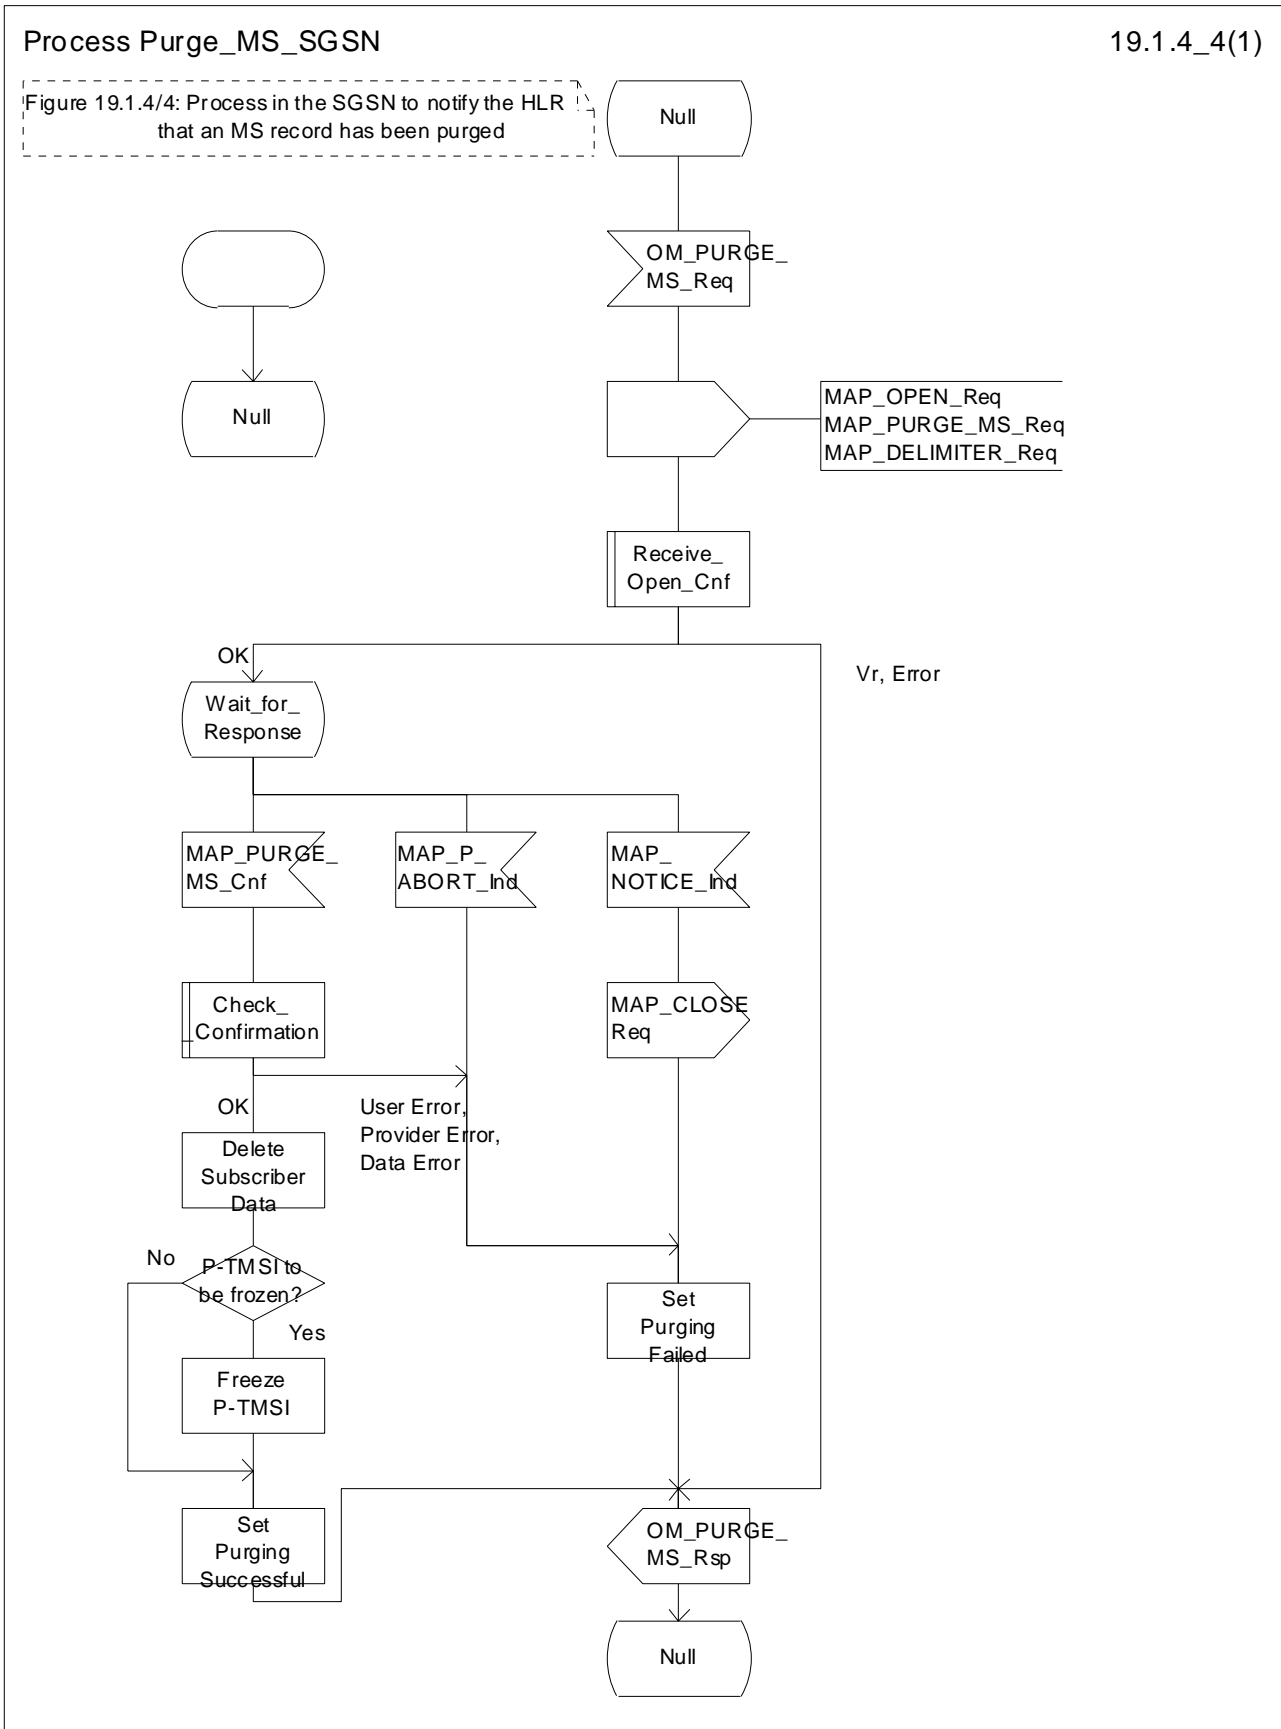 Process Purge_MS_SGSN
19.1.4_4(1)
Figure 19.1.4/4: Process in the SGSN to notify the HLR
that an MS record has been purged
Null
OM_PURGE_
MS_Req
Null
MAP_OPEN_Req
MAP_PURGE_MS_Req
MAP_DELIMITER_Req
Receive_
Open_Cnf
OK
Vr, Error
Wait_for_
Response
MAP_PURGE_
MS_Cnf
MAP_P_
ABORT_Ind
MAP_
NOTICE_Ind
Check_
Confirmation
MAP_CLOSE_
Req
OK
User Error,
Provider Error,
Data Error
Delete
Subscriber
Data
No
P-TMSI to
be frozen?
Yes
Set
Purging
Failed
Freeze
P-TMSI
Set
Purging
Successful
OM_PURGE_
MS_Rsp
Null